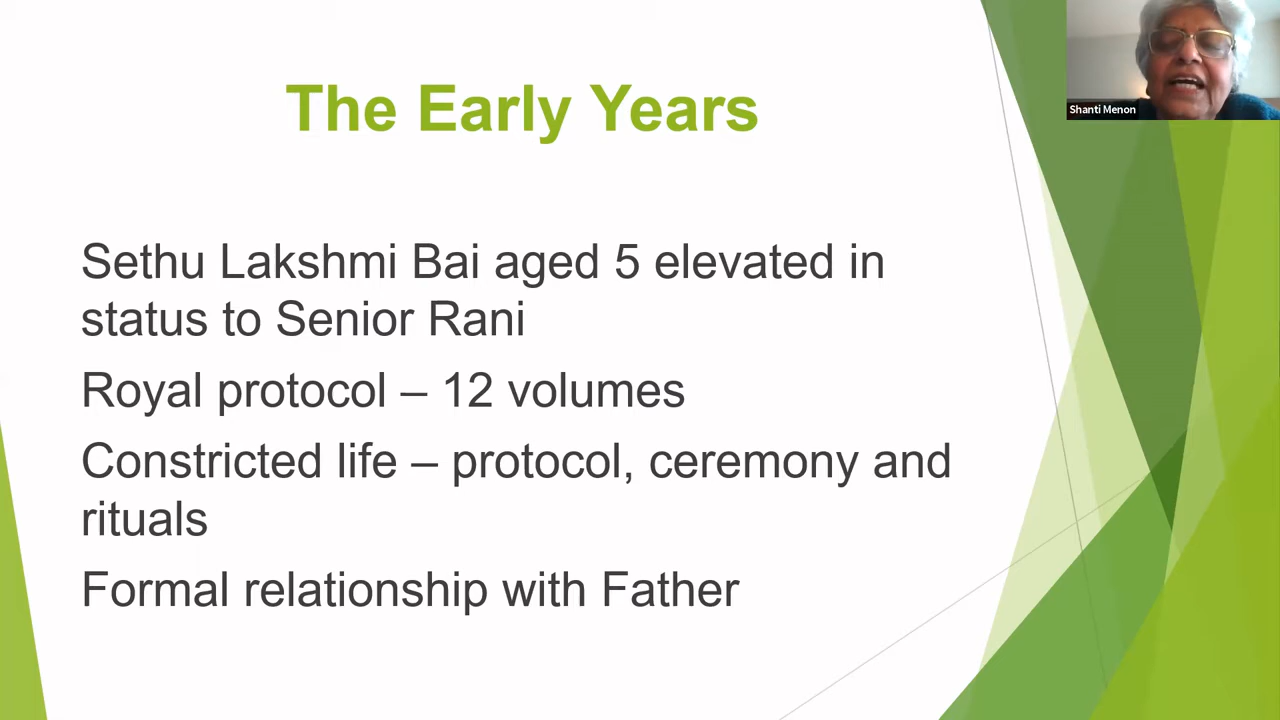 The Early Years
Shanti Menon
Sethu Lakshmi Bai aged 5 elevated in
status to Senior Rani
Royal protocol – 12 volumes
Constricted life – protocol, ceremony and
rituals
Formal relationship with Father